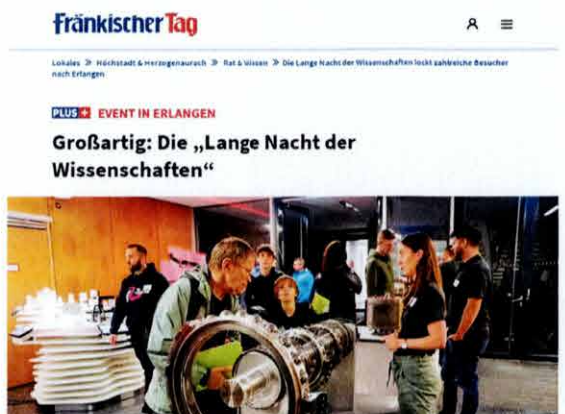 Fränkischer Tag
Lokales » Höchstadt & Herzogenaurach » Rat & Wissen » Die Lange Nacht der Wissenschaften lockt zahlreiche Besucher
nach Erlangen
PLUS+ EVENT IN ERLANGEN
Großartig: Die „Lange Nacht der
Wissenschaften“